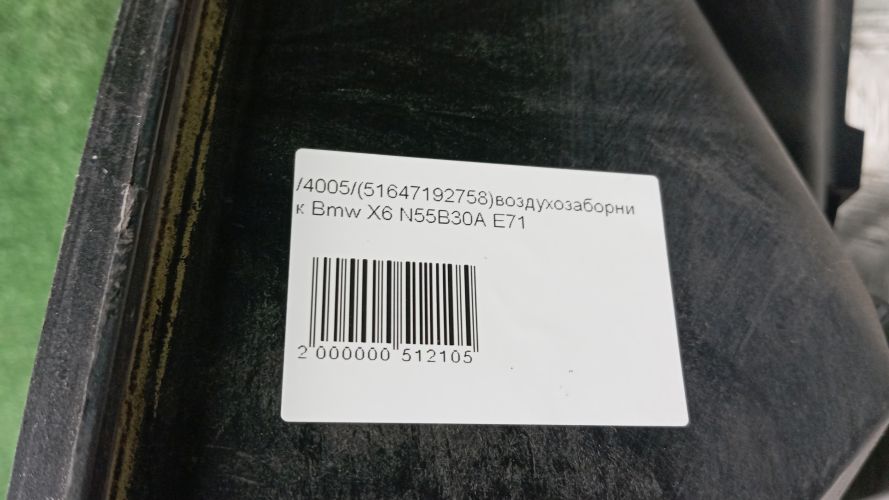 /4005/(51647192758)воздухозаборни
к Bmw X6 N55B30A E71
2 000000 512105